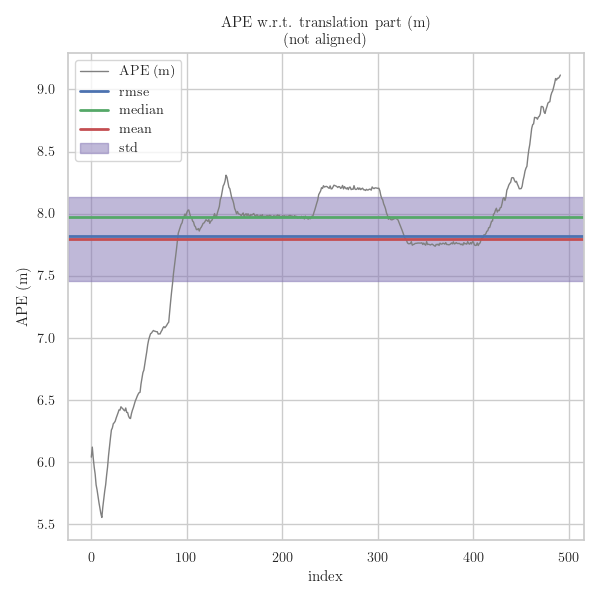 APE w.r.t. translation part (m)
(not aligned)
APE (m)
rmse
median
mean
std
9.0
8.5
8.0
7.5
7.0
6.5
6.0
5.5
APE (m)
0 100 200 300 400 500
index